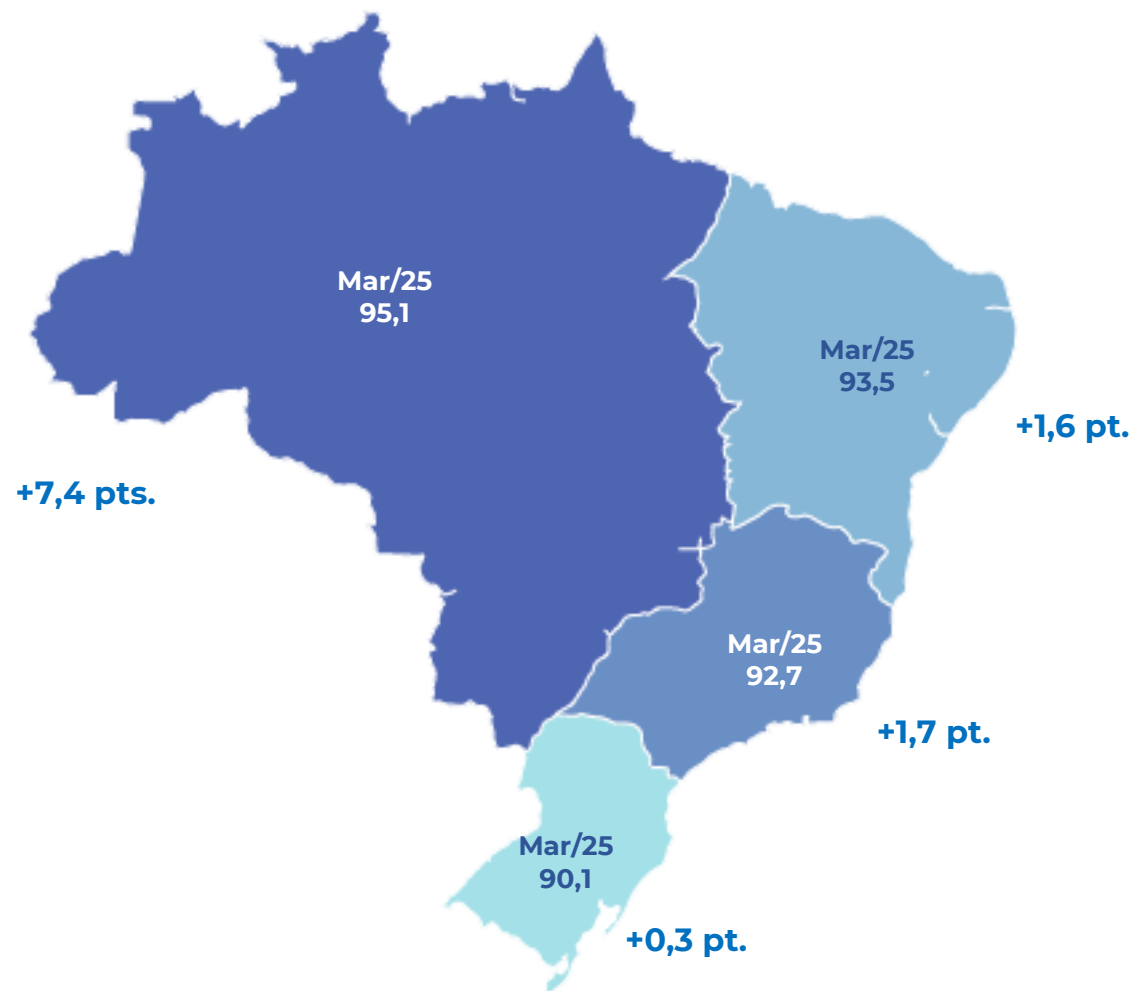 Mar/25
95,1
Mar/25
93,5
+1,6 pt.
+7,4 pts.
Mar/25
92,7
+1,7 pt.
Mar/25
90,1
+0,3 pt.